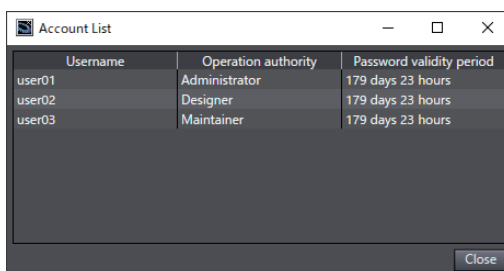 Account List
Username Operation authority Password validity period
user01 Administrator 179 days 23 hours
user02 Designer 179 days 23 hours
user03 Maintainer 179 days 23 hours
Close